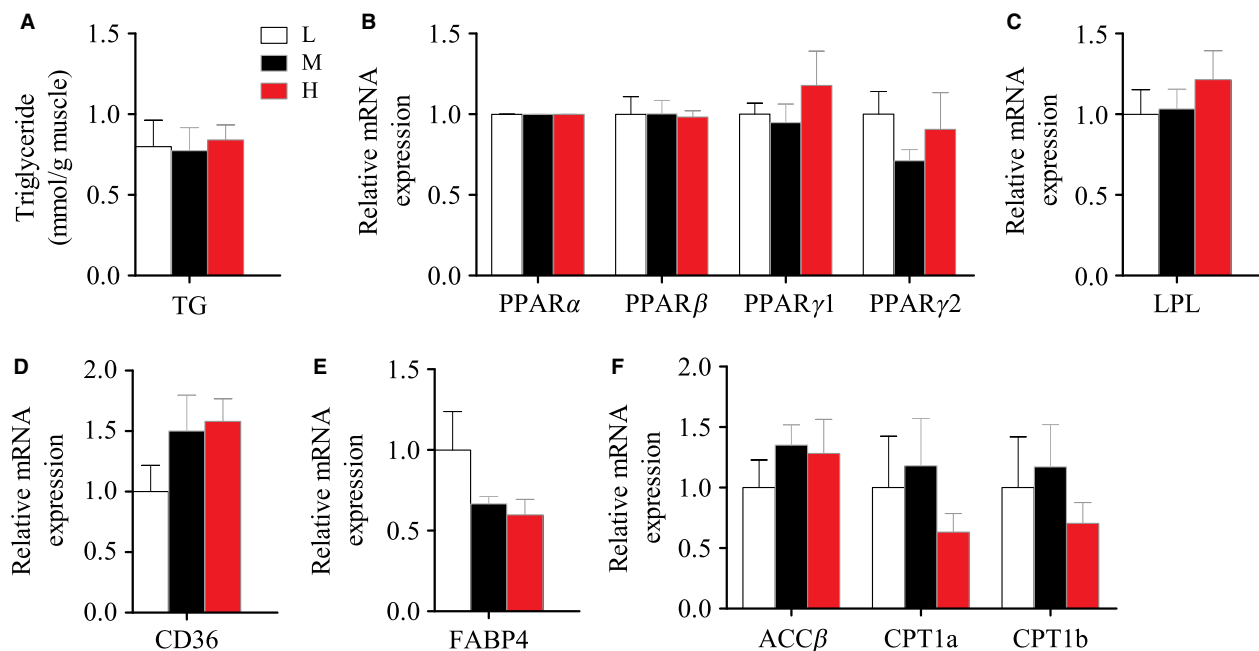 A
1.5
1.0
0.5
0.0
Triglyceride
(mmol/g muscle)
TG
L
M
H
B
1.5
1.0
0.5
0.0
Relative mRNA
expression
PPARα
PPARβ
PPARγ1
PPARγ2
C
1.5
1.0
0.5
0.0
Relative mRNA
expression
LPL
D
2.0
1.5
1.0
0.5
0.0
Relative mRNA
expression
CD36
E
1.5
1.0
0.5
0.0
Relative mRNA
expression
FABP4
F
2.0
1.5
1.0
0.5
0.0
Relative mRNA
expression
ACCβ
CPT1a
CPT1b